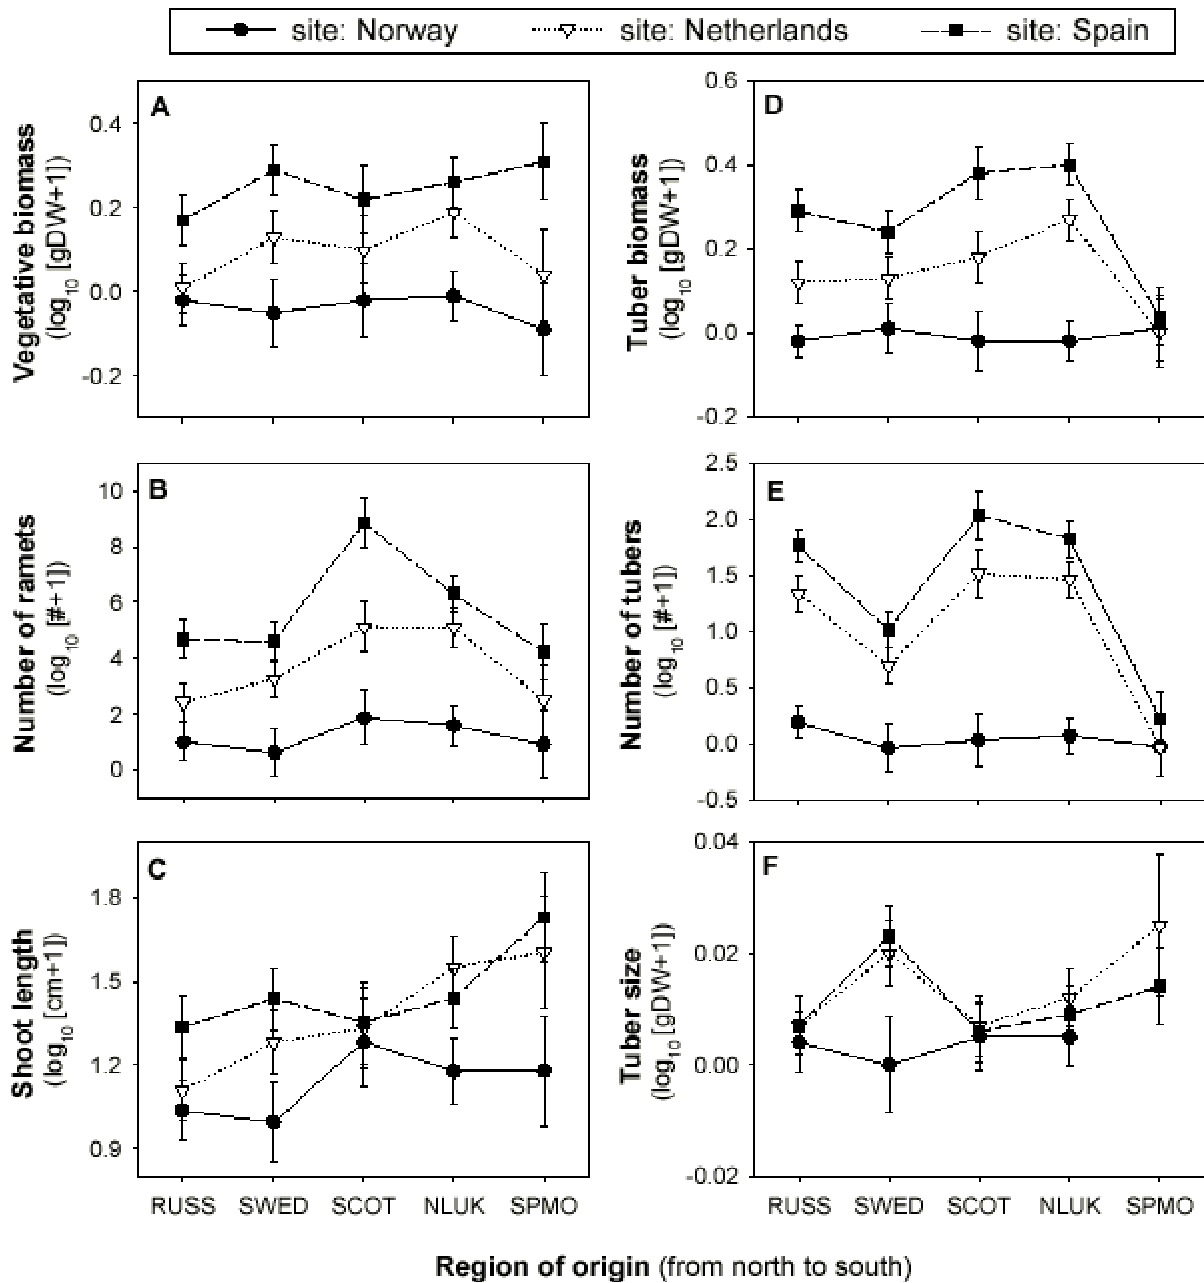 site: Norway site: Netherlands site: Spain
A
Vegetative biomass
(log10 [gDW+1])
0.4
0.2
0.0
-0.2
D
Tuber biomass
(log10 [gDW+1])
0.6
0.4
0.2
0.0
-0.2
B
Number of ramets
(log10 [#+1])
10
8
6
4
2
0
E
Number of tubers
(log10 [#+1])
2.5
2.0
1.5
1.0
0.5
0.0
-0.5
C
Shoot length
(log10 [cm+1])
1.8
1.5
1.2
0.9
RUSS SWED SCOT NLUK SPMO
F
Tuber size
(log10 [gDW+1])
0.04
0.02
0.00
-0.02
RUSS SWED SCOT NLUK SPMO
Region of origin (from north to south)